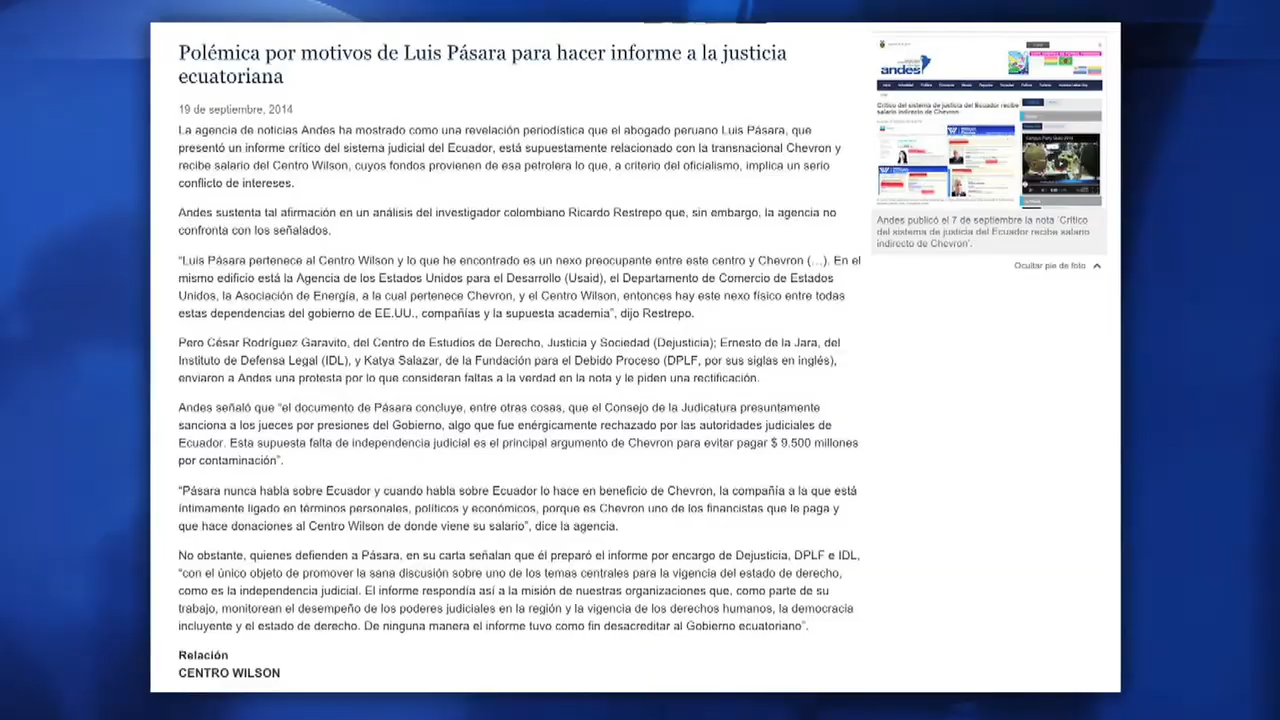 Polémica por motivos de Luis Pásara para hacer informe a la justicia
ecuatoriana
19 de septiembre, 2014
La agencia de noticias Andes ha mostrado como una revelación periodística que el abogado peruano Luis Pásara, que
escribió un informe crítico del sistema judicial del Ecuador, está supuestamente relacionado con la transnacional Chevron y
Wilson, cuyos fondos provienen de esa petrolera lo que, a criterio del oficialismo, implica un serio
conflicto de intereses.
Andes sustenta tal afirmación en un análisis del investigador colombiano Ricardo Restrepo que, sin embargo, la agencia no
confronta con los señalados.
“Luis Pásara pertenece al Centro Wilson y lo que he encontrado es un nexo preocupante entre este centro y Chevron (…). En el
mismo edificio está la Agencia de los Estados Unidos para el Desarrollo (Usaid), el Departamento de Comercio de Estados
Unidos, la Asociación de Energía, a la cual pertenece Chevron, y el Centro Wilson, entonces hay este nexo físico entre todas
estas dependencias del gobierno de EE.UU., compañías y la supuesta academia”, dijo Restrepo.
Pero César Rodríguez Garavito, del Centro de Estudios de Derecho, Justicia y Sociedad (Dejusticia); Ernesto de la Jara, del
Instituto de Defensa Legal (IDL), y Katya Salazar, de la Fundación para el Debido Proceso (DPLF, por sus siglas en inglés),
enviaron a Andes una protesta por lo que consideran faltas a la verdad en la nota y le piden una rectificación.
Andes señaló que “el documento de Pásara concluye, entre otras cosas, que el Consejo de la Judicatura presuntamente
sanciona a los jueces por presiones del Gobierno, algo que fue enérgicamente rechazado por las autoridades judiciales de
Ecuador. Esta supuesta falta de independencia judicial es el principal argumento de Chevron para evitar pagar $ 9.500 millones
por contaminación”.
“Pásara nunca habla sobre Ecuador y cuando habla sobre Ecuador lo hace en beneficio de Chevron, la compañía a la que está
íntimamente ligado en términos personales, políticos y económicos, porque es Chevron uno de los financistas que le paga y
que hace donaciones al Centro Wilson de donde viene su salario”, dice la agencia.
No obstante, quienes defienden a Pásara, en su carta señalan que él preparó el informe por encargo de Dejusticia, DPLF e IDL,
“con el único objeto de promover la sana discusión sobre uno de los temas centrales para la vigencia del estado de derecho,
como es la independencia judicial. El informe respondía así a la misión de nuestras organizaciones que, como parte de su
trabajo, monitorean el desempeño de los poderes judiciales en la región y la vigencia de los derechos humanos, la democracia
incluyente y el estado de derecho. De ninguna manera el informe tuvo como fin desacreditar al Gobierno ecuatoriano”.
Relación
CENTRO WILSON
andes
Crítico del sistema de justicia del Ecuador recibe
salario indirecto de Chevron
Andes publicó el 7 de septiembre la nota ‘Crítico
del sistema de justicia del Ecuador recibe salario
indirecto de Chevron’.
Ocultar pie de foto